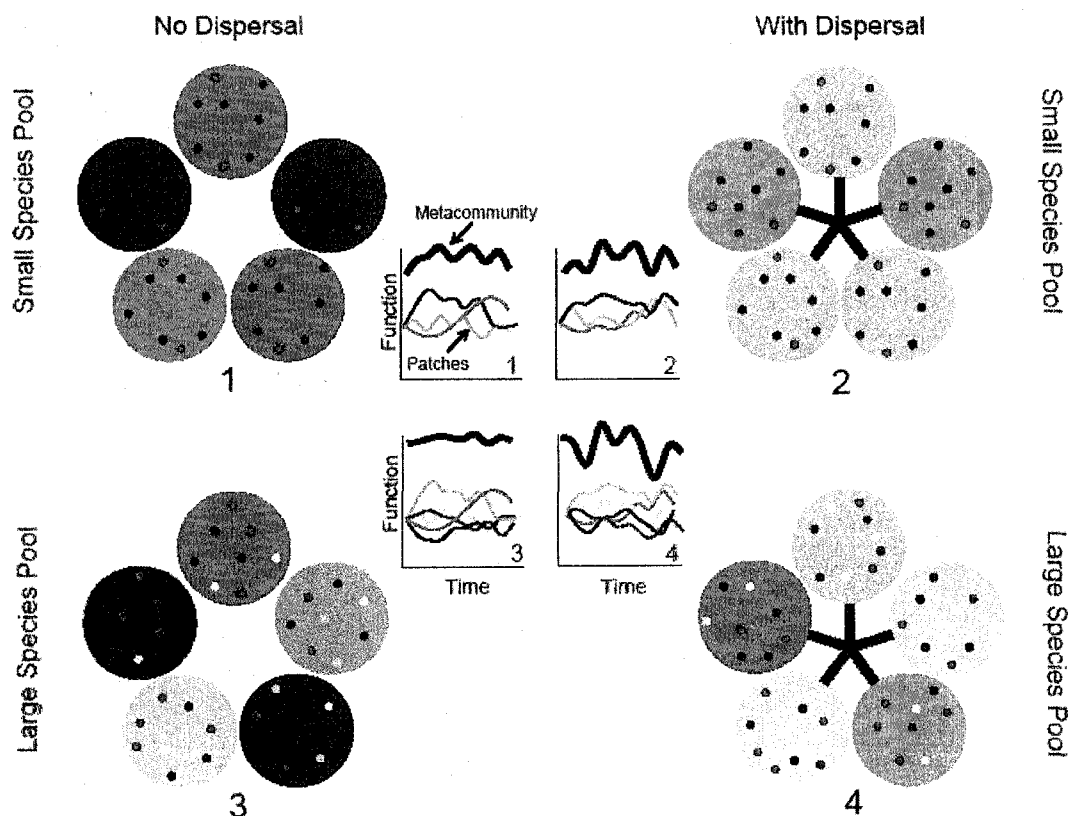 No Dispersal
With Dispersal
Small Species Pool
Small Species Pool
Metacommunity
Function
Patches
1
2
1
2
Function
3
4
Time
Time
Large Species Pool
Large Species Pool
3
4